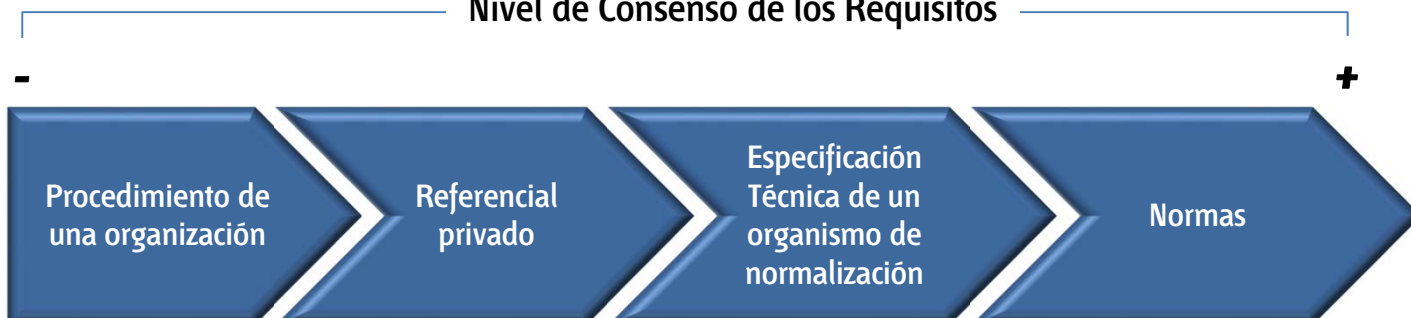 Nivel de Consenso de los Requisitos
-
+
Procedimiento de
una organización
Referencial
privado
Especificación
Técnica de un
organismo de
normalización
Normas